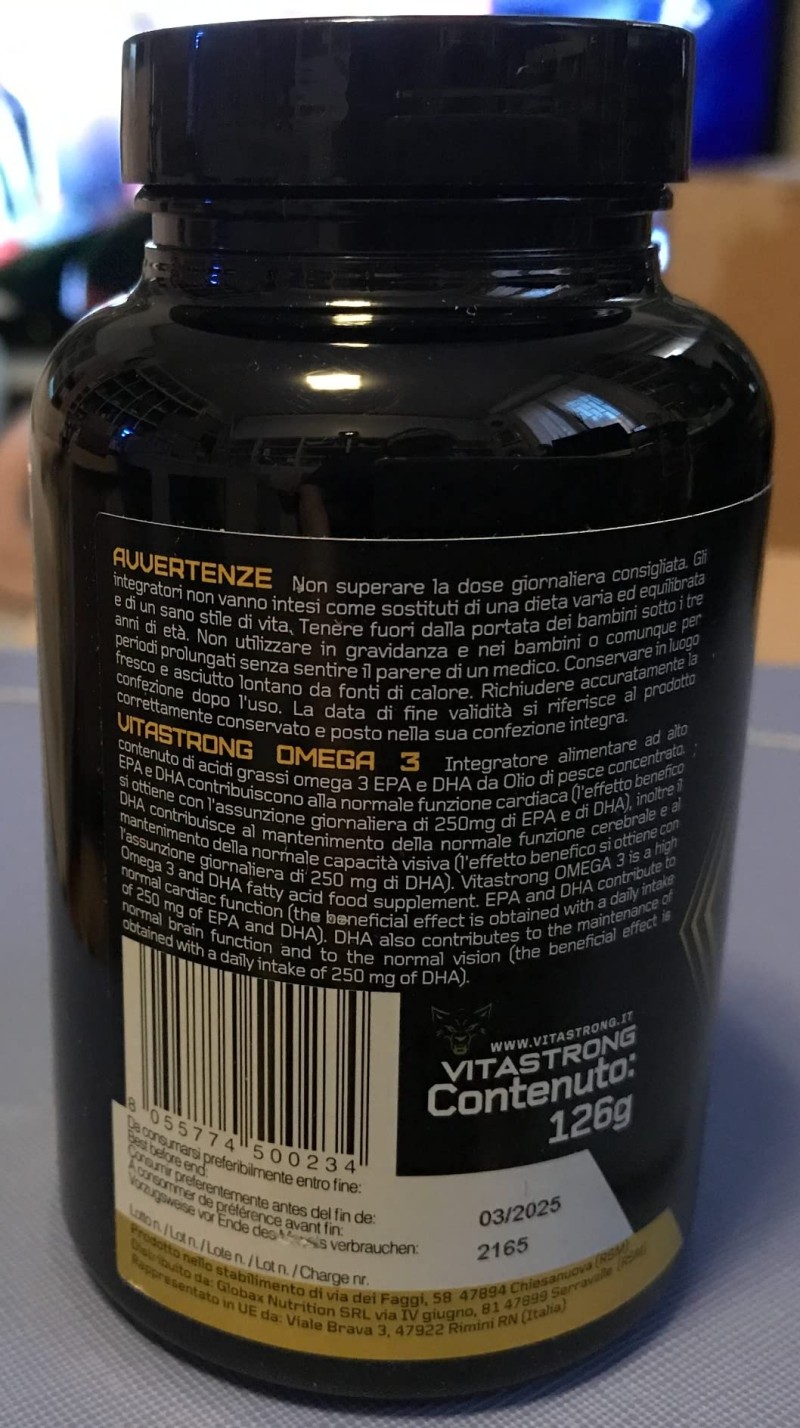 AVVERTENZE Non superare la dose giornaliera consigliata. Gli
integratori non vanno intesi come sostituti di una dieta varia ed equilibrata
e di un sano stile di vita. Tenere fuori dalla portata dei bambini sotto i tre
anni di età. Non utilizzare in gravidanza e nei bambini o comunque per
periodi prolungati senza sentire il parere di un medico. Conservare in luogo
fresco e asciutto lontano da fonti di calore. Richiudere accuratamente la
confezione dopo l'uso. La data di fine validità si riferisce al prodotto
correttamente conservato e posto nella sua confezione integra.
VITASTRONG OMEGA 3 Integratore alimentare ad alto
contenuto di acidi grassi omega 3 EPA e DHA da Olio di pesce concentrato.
EPA e DHA contribuiscono alla normale funzione cardiaca (l'effetto benefico
si ottiene con l'assunzione giornaliera di 250mg di EPA e di DHA), inoltre il
DHA contribuisce al mantenimento della normale funzione cerebrale e al
mantenimento della normale capacità visiva (l'effetto benefico si ottiene con
l'assunzione giornaliera di 250 mg di DHA). Vitastrong OMEGA 3 is a high
Omega 3 and DHA fatty acid food supplement. EPA and DHA contribute to
normal cardiac function (the beneficial effect is obtained with a daily intake
of 250 mg of EPA and DHA). DHA also contributes to the maintenance of
normal brain function and to the normal vision (the beneficial effect is
obtained with a daily intake of 250 mg of DHA).
WWW.VITASTRONG.IT
VITASTRONG
Contenuto:
126g
8 055774 500234
Da consumarsi preferibilmente entro fine:
Best before end:
Consumir preferentemente antes del fin de:
A consommer de préférence avant fin:
Vorzugsweise vor Ende des verbrauchen:
03/2025
Lotto n. / Lot n. / Lote n. / Lot n. / Charge nr.
2165
Prodotto nello stabilimento di via dei Faggi, 58 47894 Chiesanuova (RSM)
Distribuito da: Globax Nutrition SRL via IV giugno, 81 47899 Serravalle (RSM)
Rappresentato in UE da: Viale Brava 3, 47922 Rimini RN (Italia)